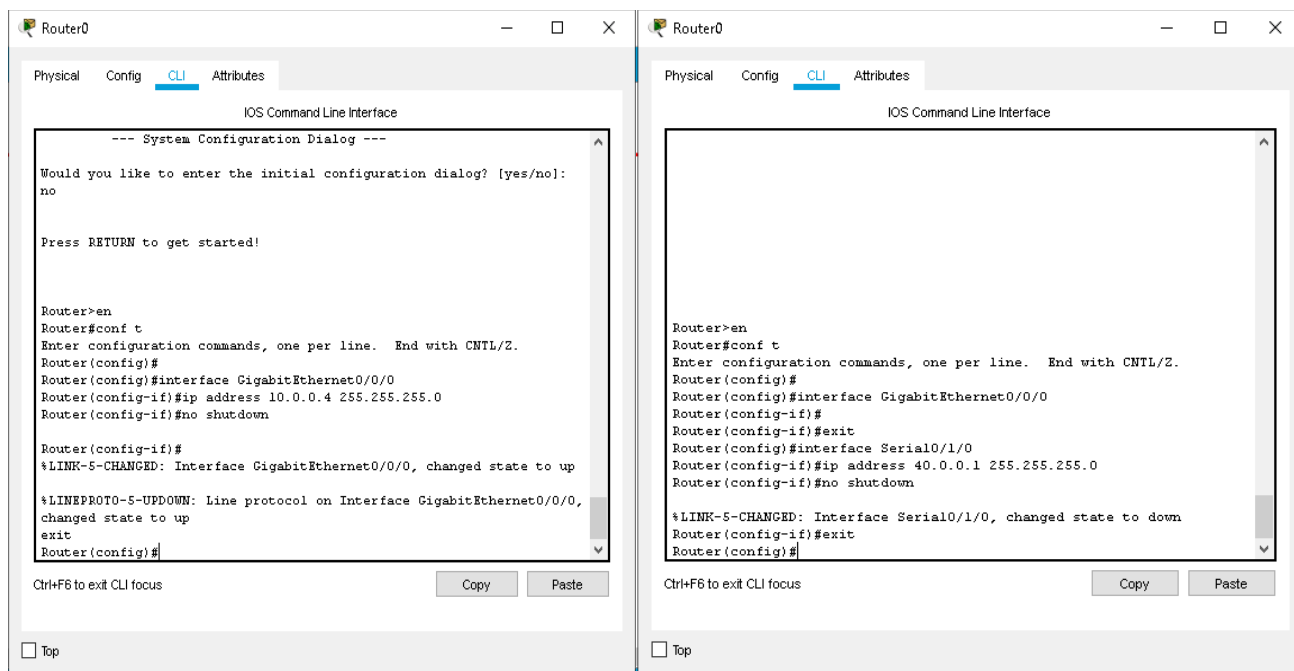 Router0
Physical Config CLI Attributes
IOS Command Line Interface
--- System Configuration Dialog ---
Would you like to enter the initial configuration dialog? [yes/no]:
no
Press RETURN to get started!
Router>en
Router#conf t
Enter configuration commands, one per line.  End with CNTL/Z.
Router(config)#
Router(config)#interface GigabitEthernet0/0/0
Router(config-if)#ip address 10.0.0.4 255.255.255.0
Router(config-if)#no shutdown
Router(config-if)#
%LINK-5-CHANGED: Interface GigabitEthernet0/0/0, changed state to up
%LINEPROTO-5-UPDOWN: Line protocol on Interface GigabitEthernet0/0/0,
changed state to up
exit
Router(config)#
Ctrl+F6 to exit CLI focus
Copy Paste
Top
Router0
Physical Config CLI Attributes
IOS Command Line Interface
Router>en
Router#conf t
Enter configuration commands, one per line.  End with CNTL/Z.
Router(config)#
Router(config)#interface GigabitEthernet0/0/0
Router(config-if)#
Router(config-if)#exit
Router(config)#interface Serial0/1/0
Router(config-if)#ip address 40.0.0.1 255.255.255.0
Router(config-if)#no shutdown
%LINK-5-CHANGED: Interface Serial0/1/0, changed state to down
Router(config-if)#exit
Router(config)#
Ctrl+F6 to exit CLI focus
Copy Paste
Top